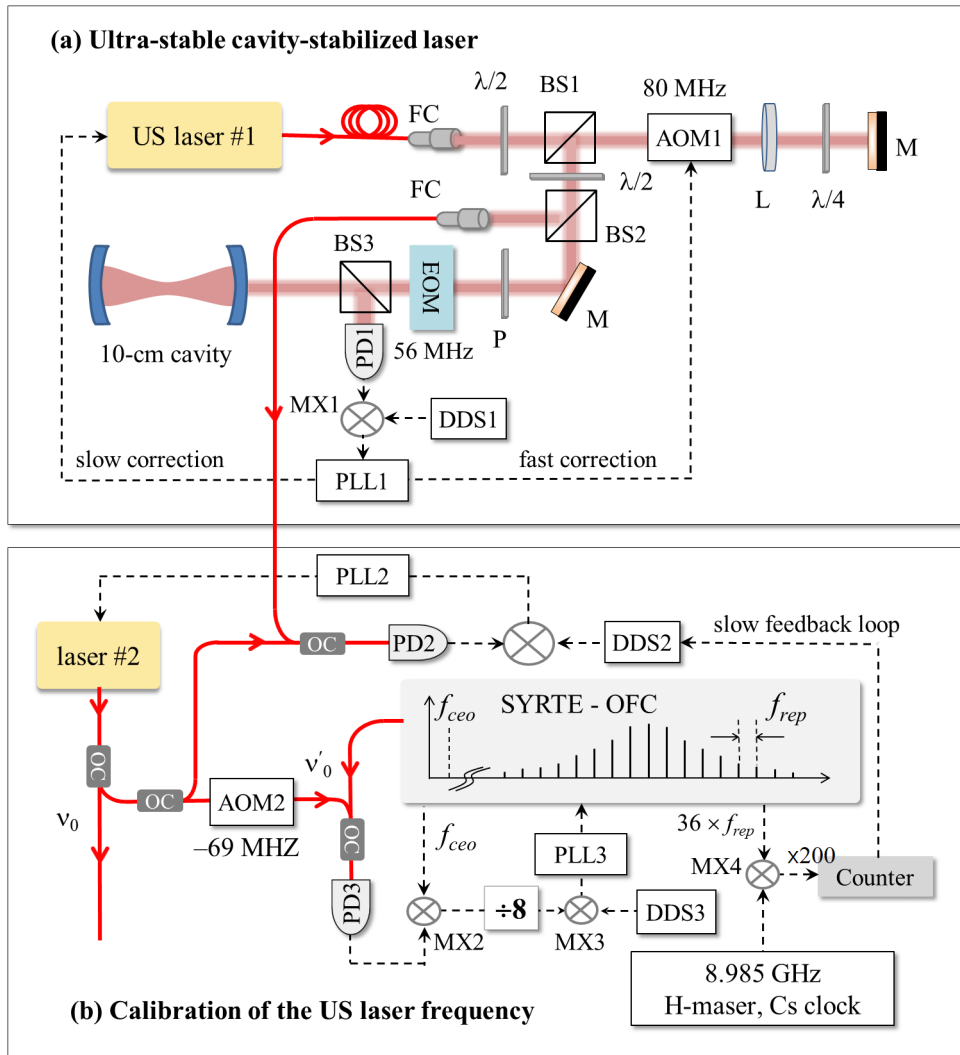 (a) Ultra-stable cavity-stabilized laser
US laser #1
FC
λ/2
BS1
80 MHz
AOM1
L
λ/4
M
λ/2
FC
BS2
BS3
EOM
P
M
10-cm cavity
PD1
56 MHz
MX1
DDS1
slow correction
PLL1
fast correction
PLL2
laser #2
OC
PD2
DDS2
slow feedback loop
SYRTE - OFC
fceo
frep
OC
OC
AOM2
ν′0
ν0
–69 MHZ
OC
PD3
fceo
MX2
÷8
PLL3
MX3
DDS3
36 × frep
MX4
x200
Counter
8.985 GHz
H-maser, Cs clock
(b) Calibration of the US laser frequency